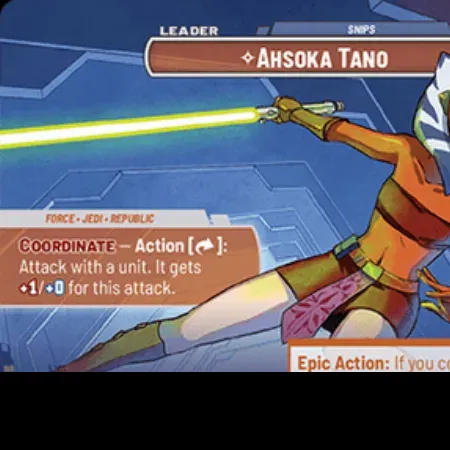 LEADER
SNIPS
AHSOKA TANO
FORCE • JEDI • REPUBLIC
COORDINATE — Action [↷]:
Attack with a unit. It gets
+1/+0 for this attack.
Epic Action: If you